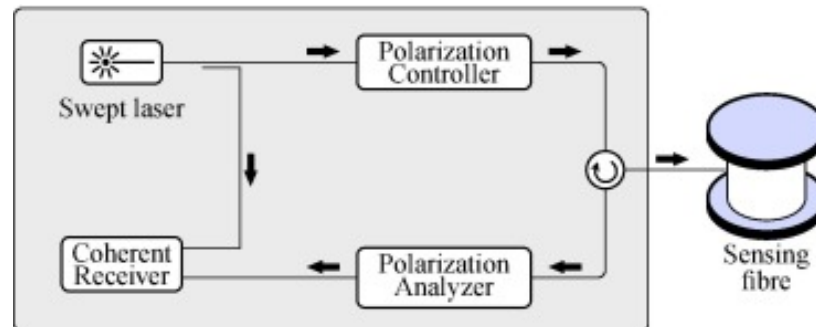 Polarization
Controller
Swept laser
Coherent
Receiver
Polarization
Analyzer
Sensing
fibre